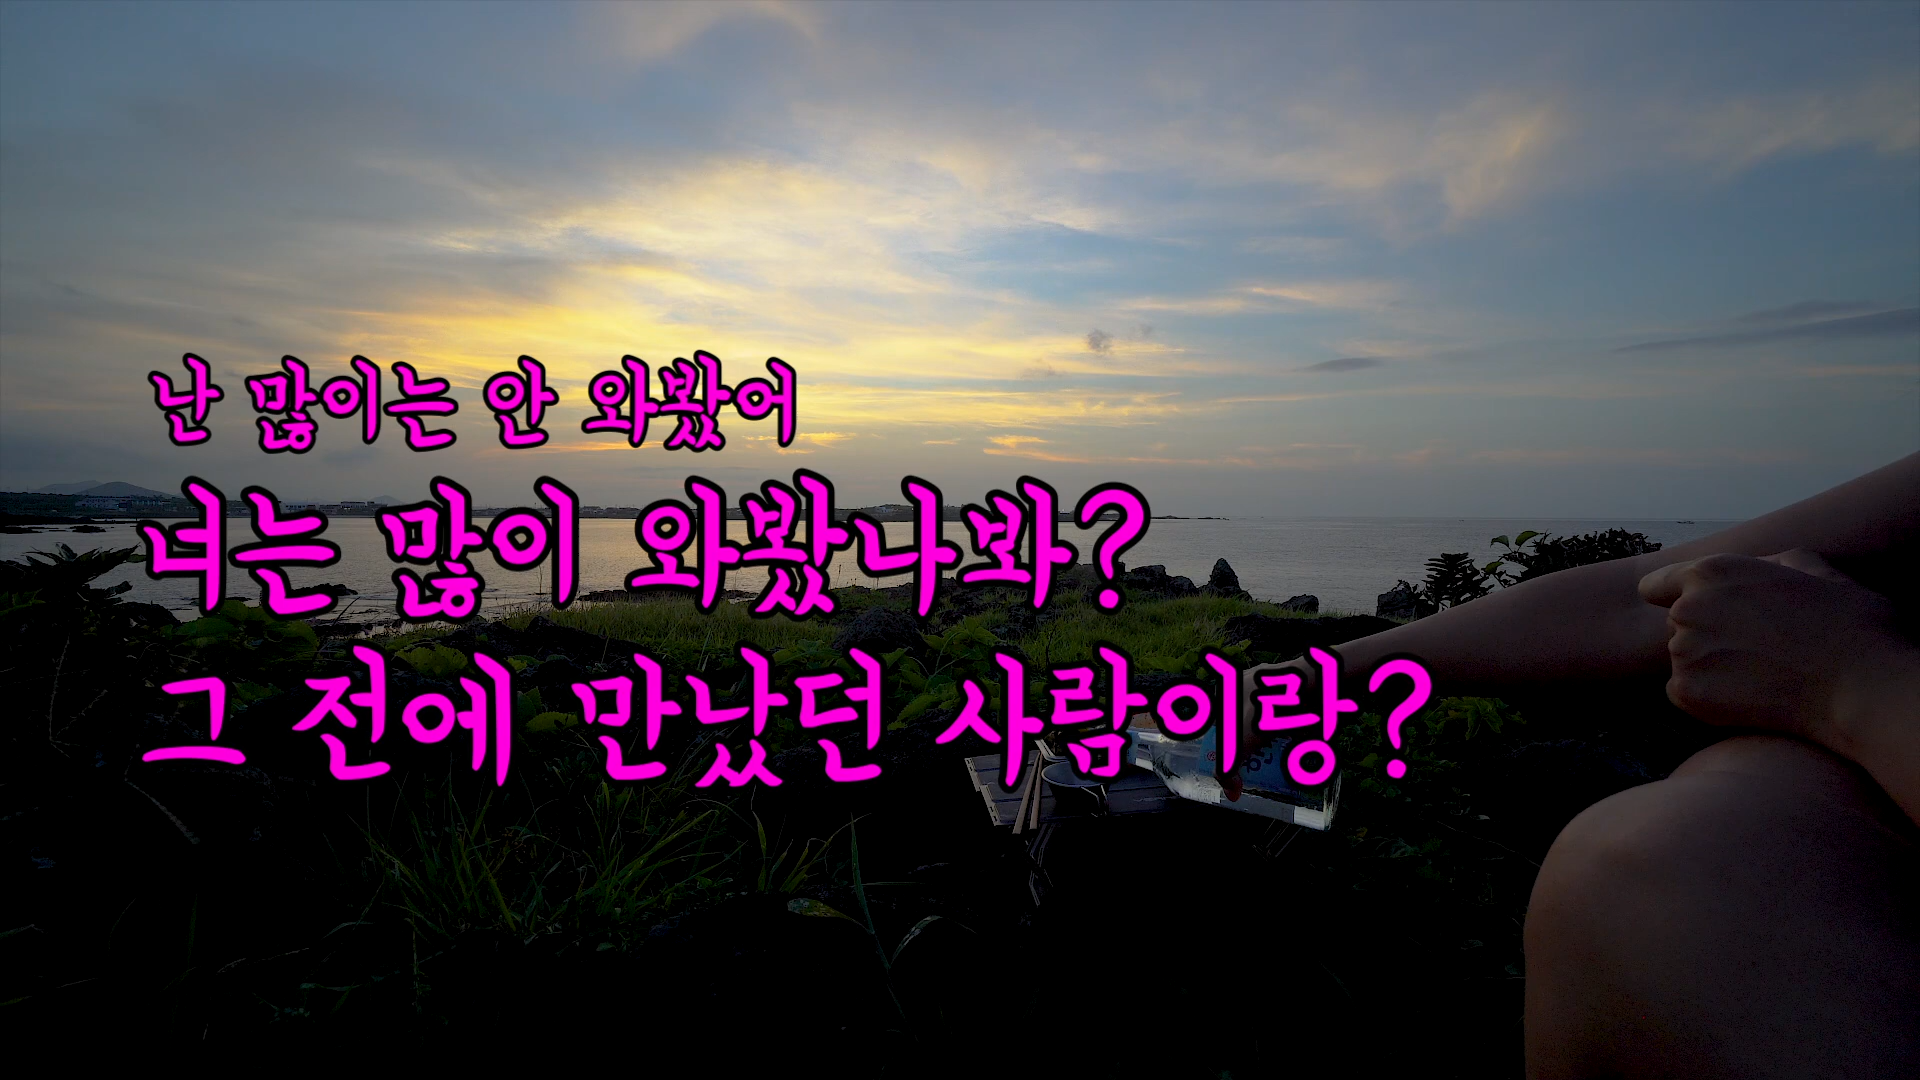 난 많이는 안 와봤어
너는 많이 와봤나봐?
그 전에 만났던 사람이랑?